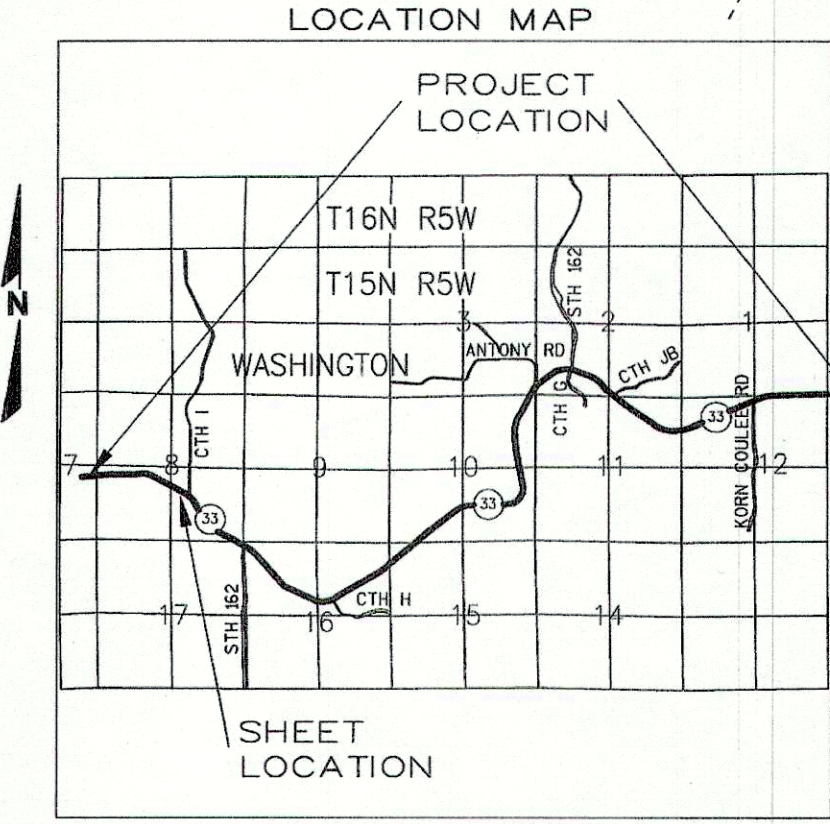 LOCATION MAP
PROJECT
LOCATION
N
T16N R5W
T15N R5W
STH 162
3
2
1
ANTONY RD
WASHINGTON
CTH JB
CTH G
CTH I
33
KORN COULEE RD
7
8
9
10
11
12
33
33
CTH H
17
STH 162
16
15
14
SHEET
LOCATION